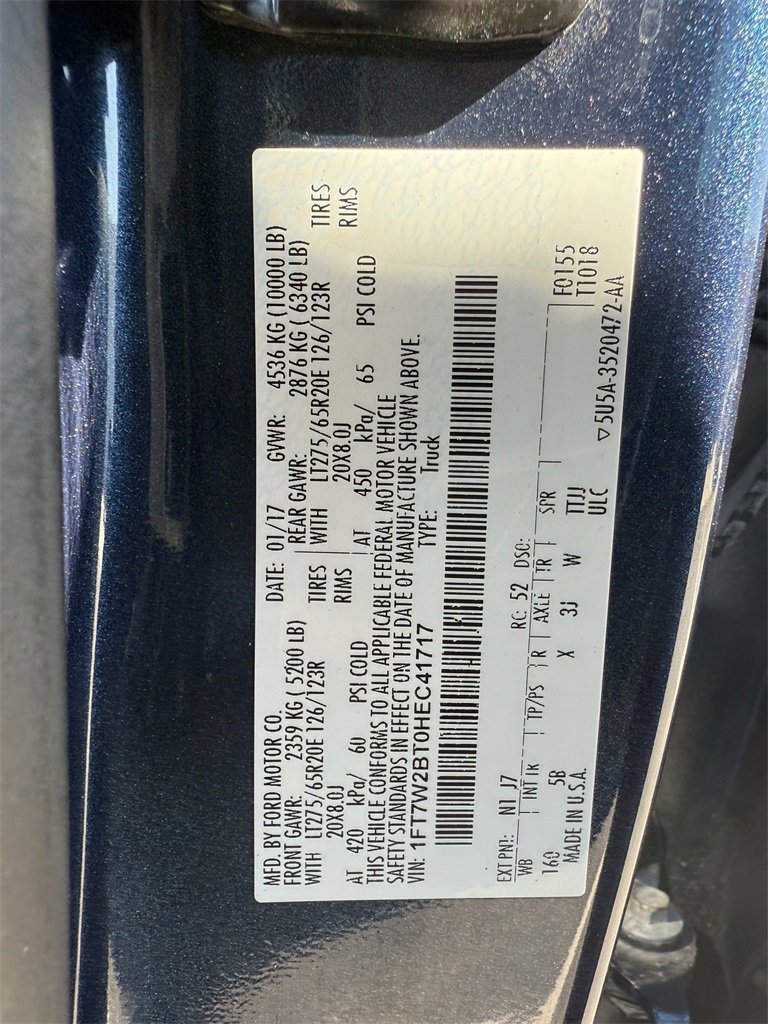 MFD. BY FORD MOTOR CO.
DATE: 01/17 GVWR: 4536 KG (10000 LB)
FRONT GAWR: 2359 KG ( 5200 LB)
REAR GAWR: 2876 KG ( 6340 LB)
WITH LT275/65R20E 126/123R TIRES
WITH LT275/65R20E 126/123R TIRES
20X8.0J RIMS
20X8.0J RIMS
AT 420 kPa/ 60 PSI COLD
AT 450 kPa/ 65 PSI COLD
THIS VEHICLE CONFORMS TO ALL APPLICABLE FEDERAL MOTOR VEHICLE
SAFETY STANDARDS IN EFFECT ON THE DATE OF MANUFACTURE SHOWN ABOVE.
VIN: 1FT7W2BT0HEC41717 TYPE: Truck
EXT PNT: N1 J7 RC: 52 DSO: F0155
WB INT TR TP/PS R AXLE TR SPR T1018
160 5B X 3J W TTJJ
MADE IN U.S.A. ULC
▽5U5A-3520472-AA